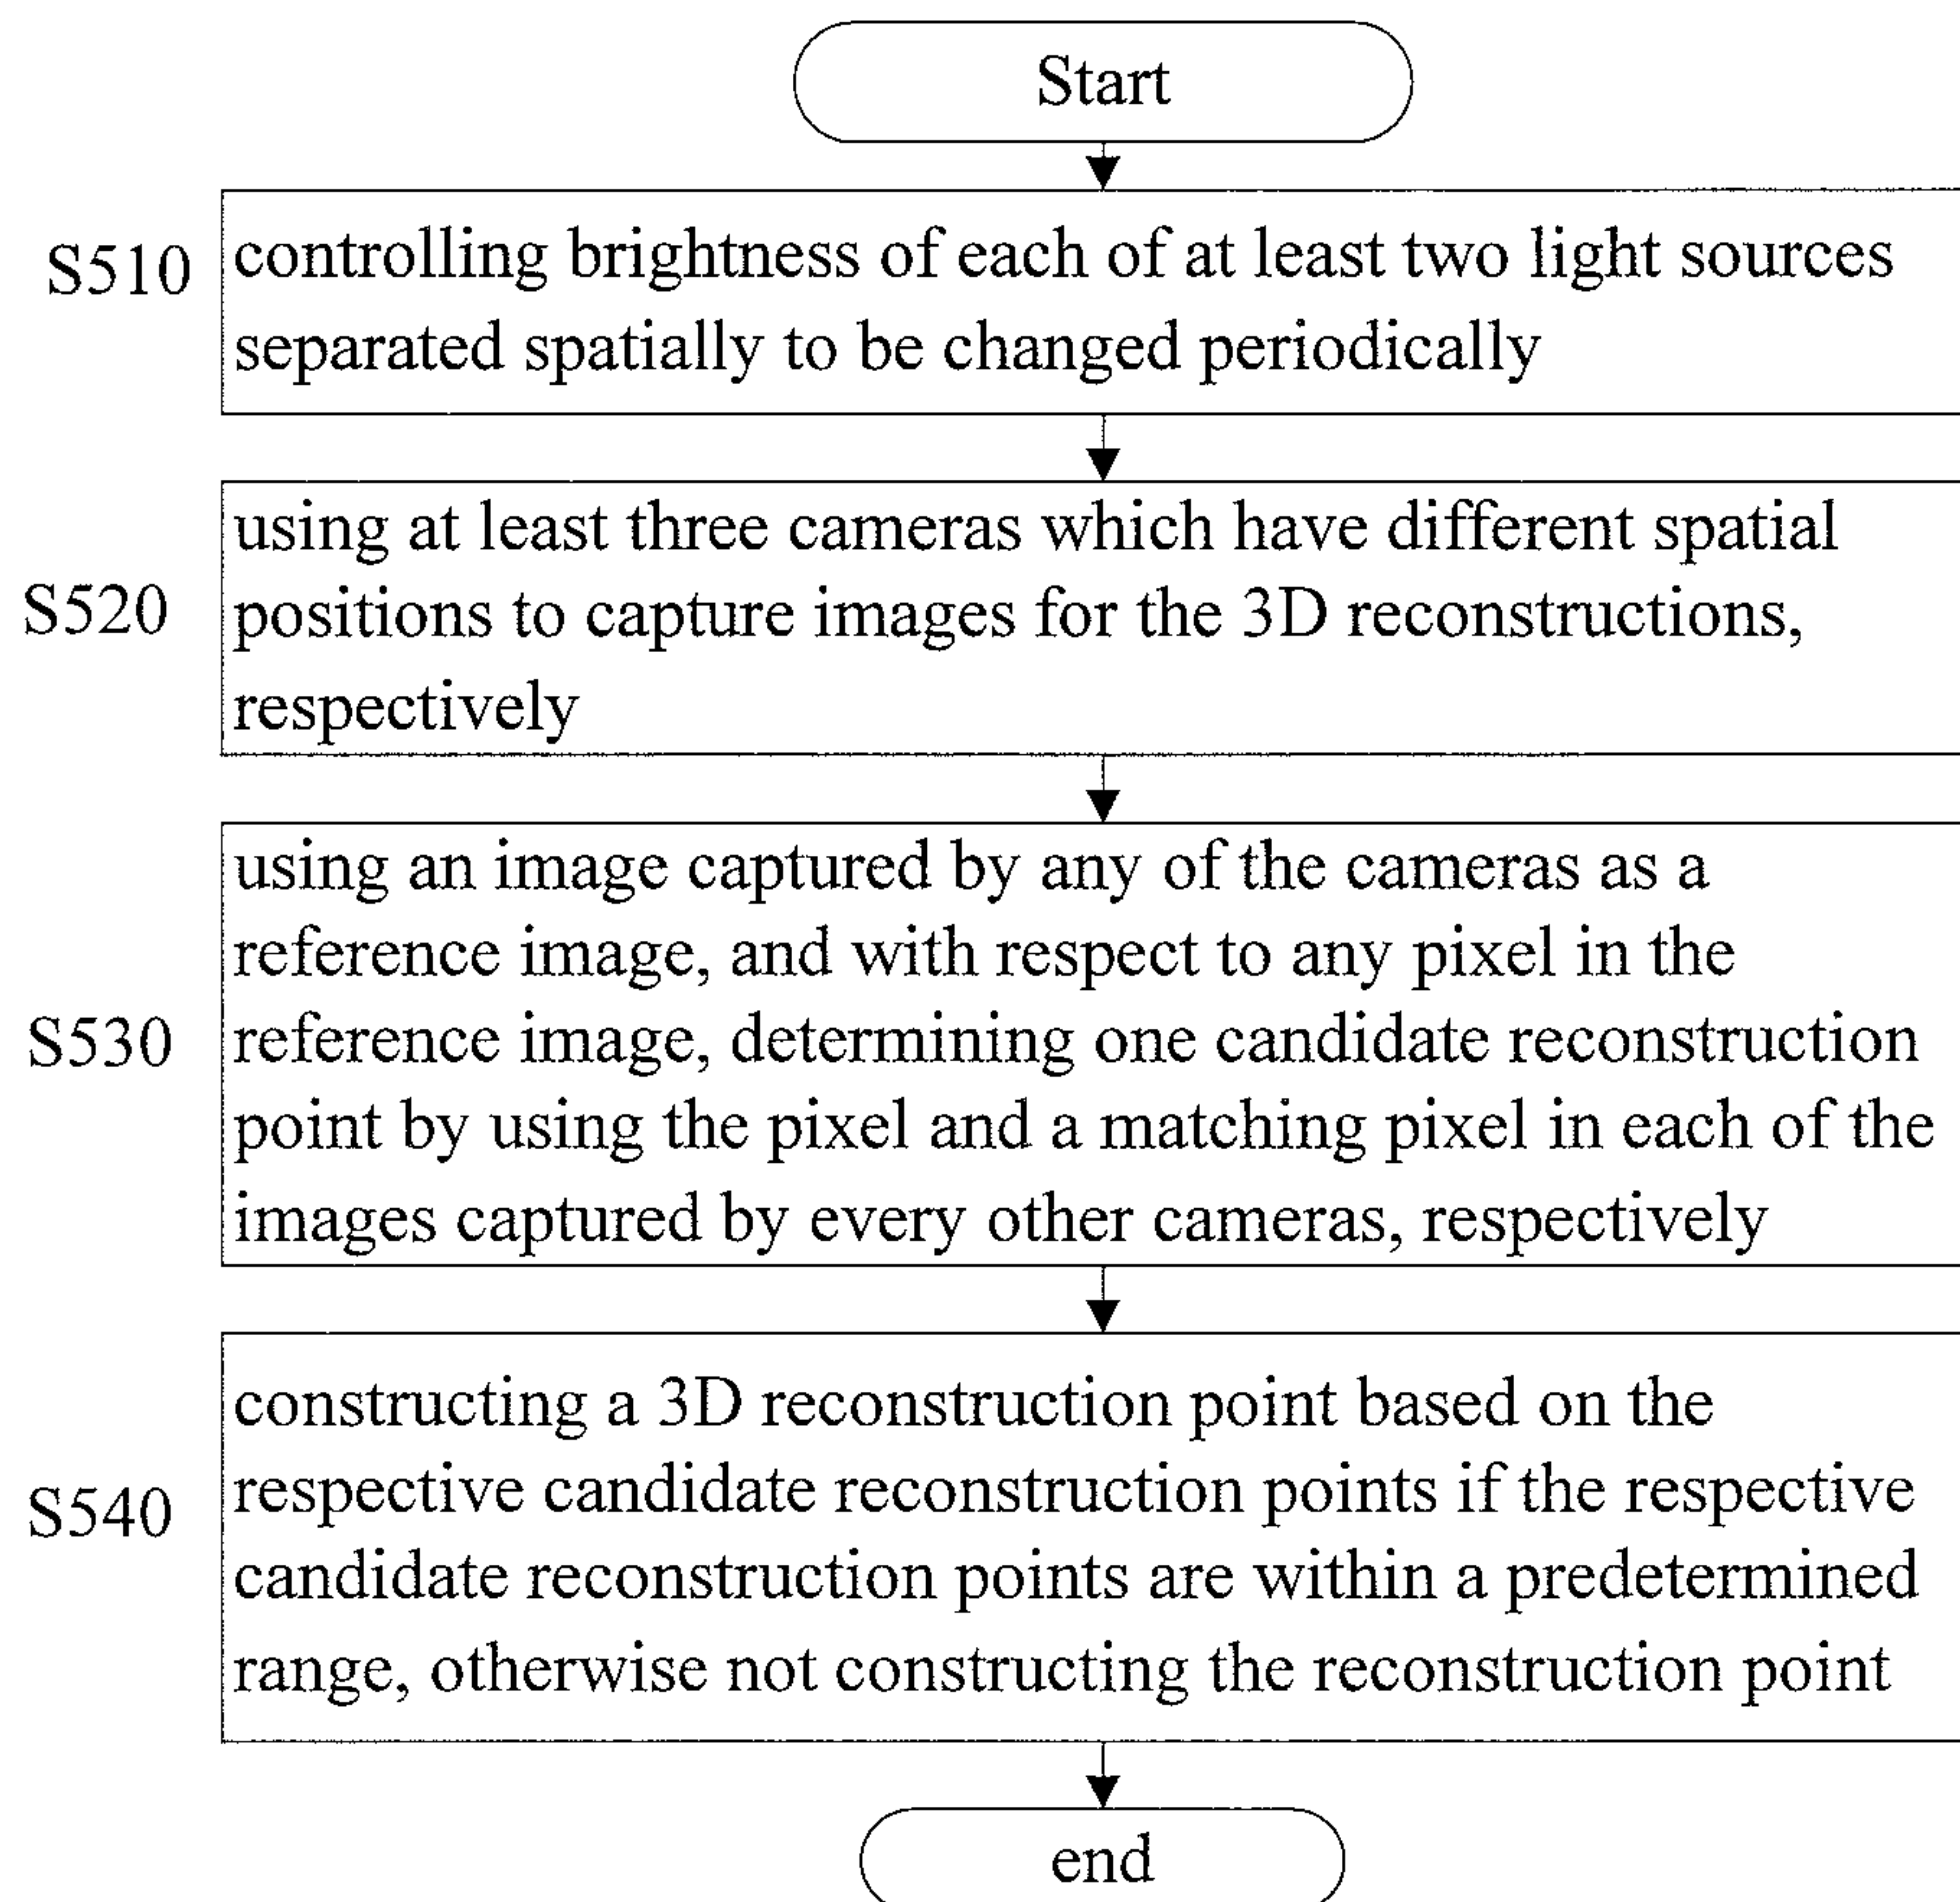 Start
S510
controlling brightness of each of at least two light sources
separated spatially to be changed periodically
S520
using at least three cameras which have different spatial
positions to capture images for the 3D reconstructions,
respectively
S530
using an image captured by any of the cameras as a
reference image, and with respect to any pixel in the
reference image, determining one candidate reconstruction
point by using the pixel and a matching pixel in each of the
images captured by every other cameras, respectively
S540
constructing a 3D reconstruction point based on the
respective candidate reconstruction points if the respective
candidate reconstruction points are within a predetermined
range, otherwise not constructing the reconstruction point
end